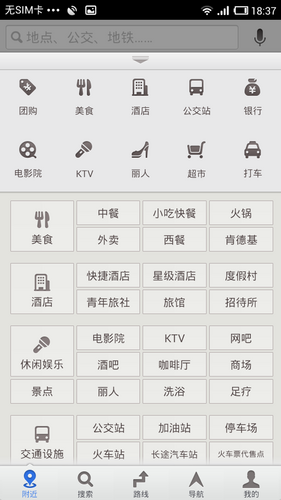 无SIM卡 18:37
地点、公交、地铁......
团购 美食 酒店 公交站 银行
电影院 KTV 丽人 超市 打车
中餐 小吃快餐 火锅
美食
外卖 西餐 肯德基
快捷酒店 星级酒店 度假村
酒店
青年旅社 旅馆 招待所
电影院 KTV 网吧
休闲娱乐
酒吧 咖啡厅 商场
景点 丽人 洗浴 足疗
公交站 加油站 停车场
交通设施
火车站 长途汽车站 火车票代售点
附近 搜索 路线 导航 我的